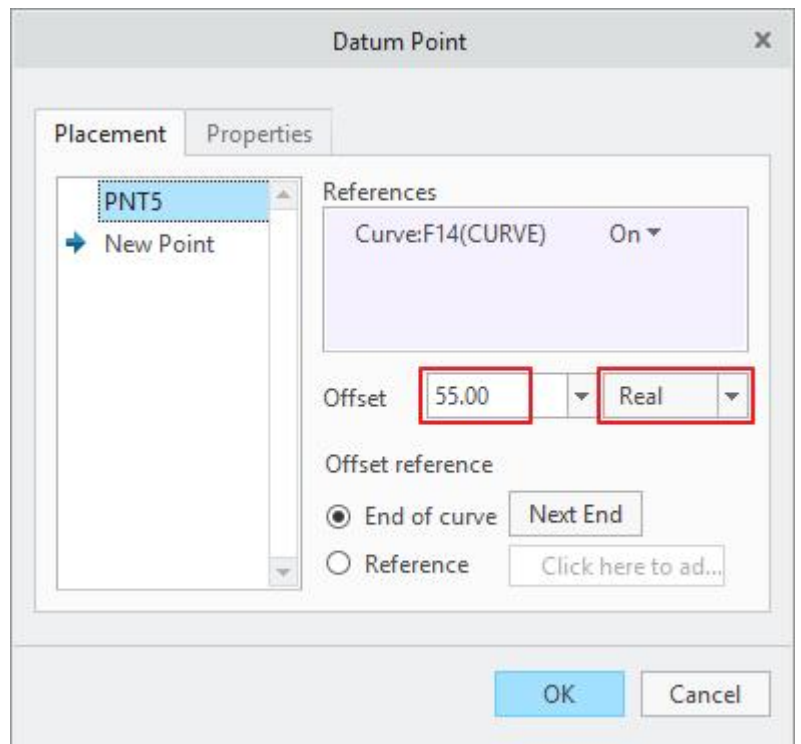 Datum Point
Placement Properties
PNT5
New Point
References
Curve:F14(CURVE) On
Offset 55.00 Real
Offset reference
End of curve Next End
Reference Click here to ad...
OK Cancel